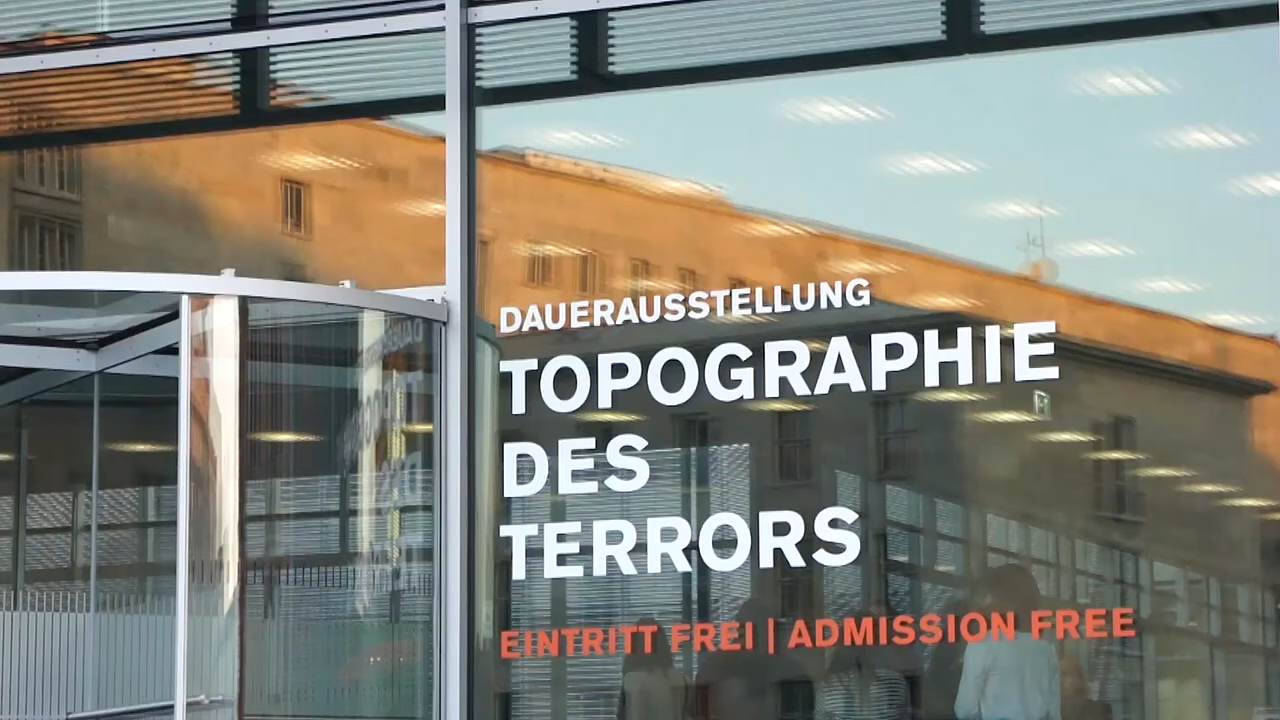 DAUERAUSSTELLUNG
TOPOGRAPHIE
DES
TERRORS
EINTRITT FREI | ADMISSION FREE